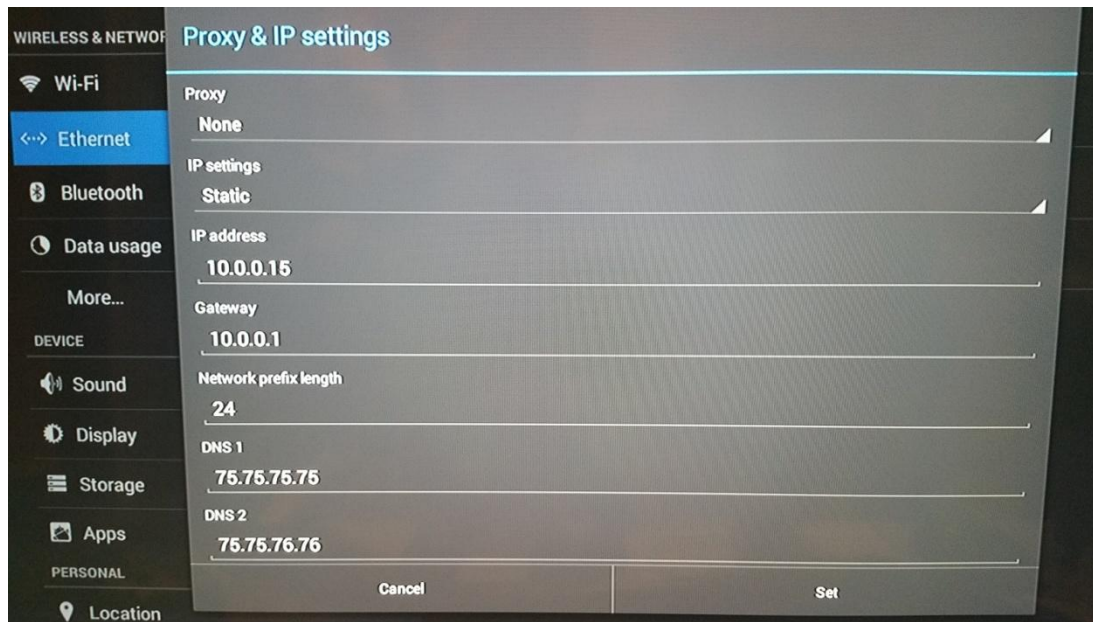 WIRELESS & NETWOR
Wi-Fi
Ethernet
Bluetooth
Data usage
More...
DEVICE
Sound
Display
Storage
Apps
PERSONAL
Location
Proxy & IP settings
Proxy
None
IP settings
Static
IP address
10.0.0.15
Gateway
10.0.0.1
Network prefix length
24
DNS 1
75.75.75.75
DNS 2
75.75.76.76
Cancel
Set